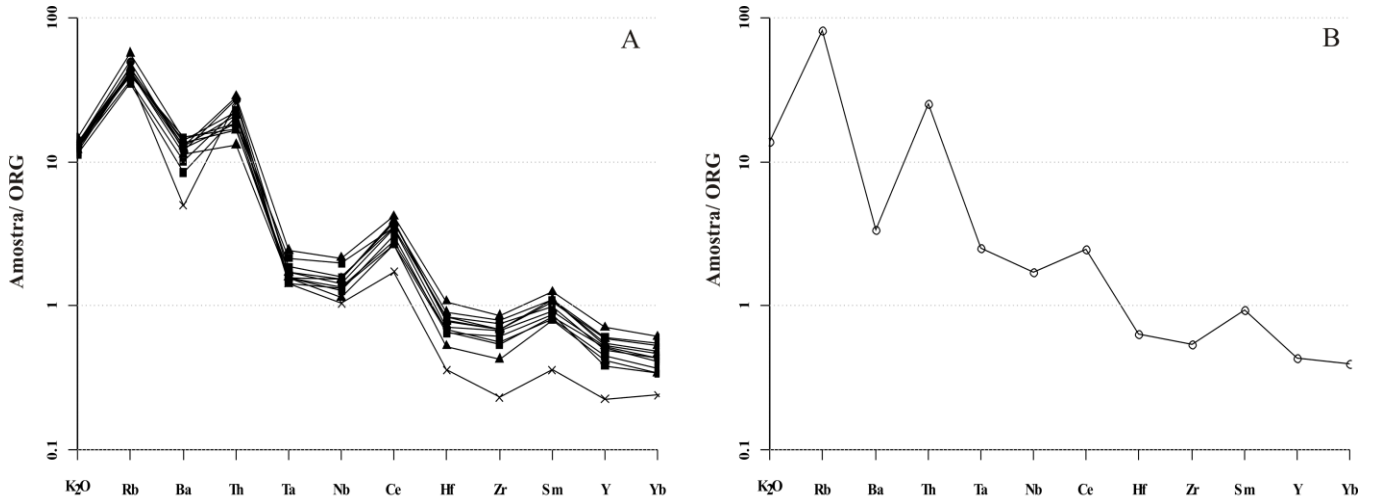 A
Amostra/ ORG
100
10
1
0.1
K2O Rb Ba Th Ta Nb Ce Hf Zr Sm Y Yb
B
Amostra/ ORG
100
10
1
0.1
K2O Rb Ba Th Ta Nb Ce Hf Zr Sm Y Yb